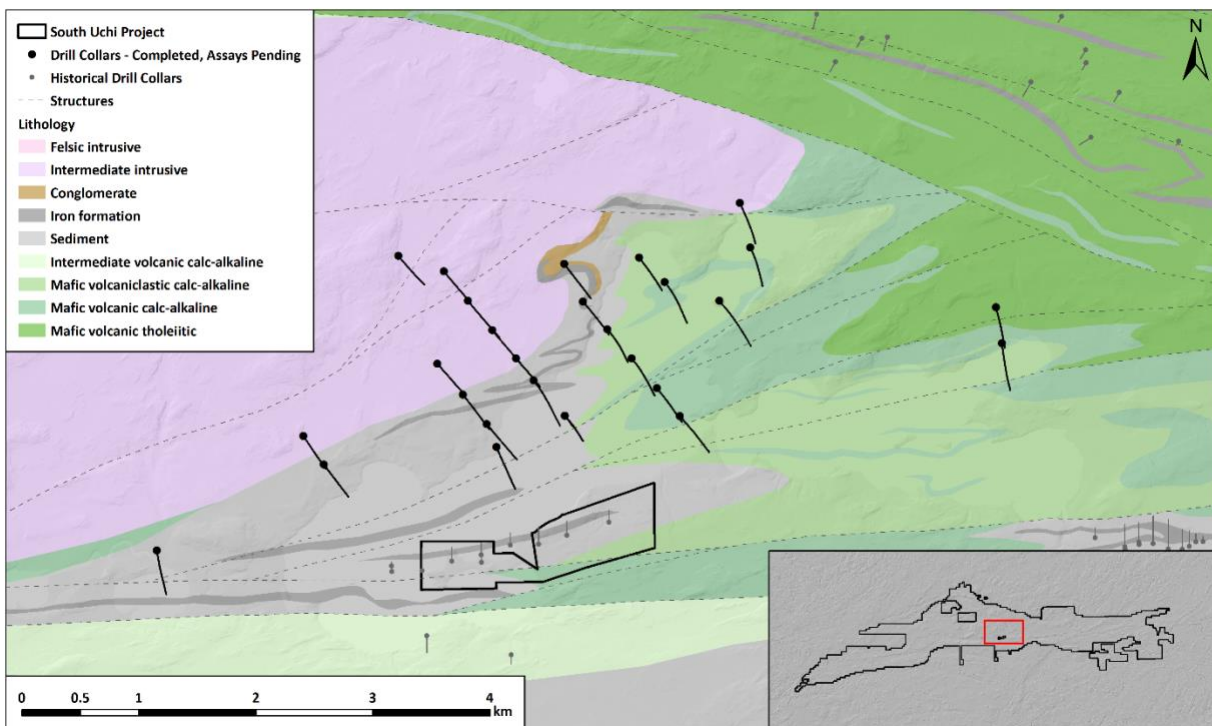 South Uchi Project
Drill Collars - Completed, Assays Pending
Historical Drill Collars
Structures
Lithology
Felsic intrusive
Intermediate intrusive
Conglomerate
Iron formation
Sediment
Intermediate volcanic calc-alkaline
Mafic volcaniclastic calc-alkaline
Mafic volcanic calc-alkaline
Mafic volcanic tholeiitic
N
0 0.5 1 2 3 4
km